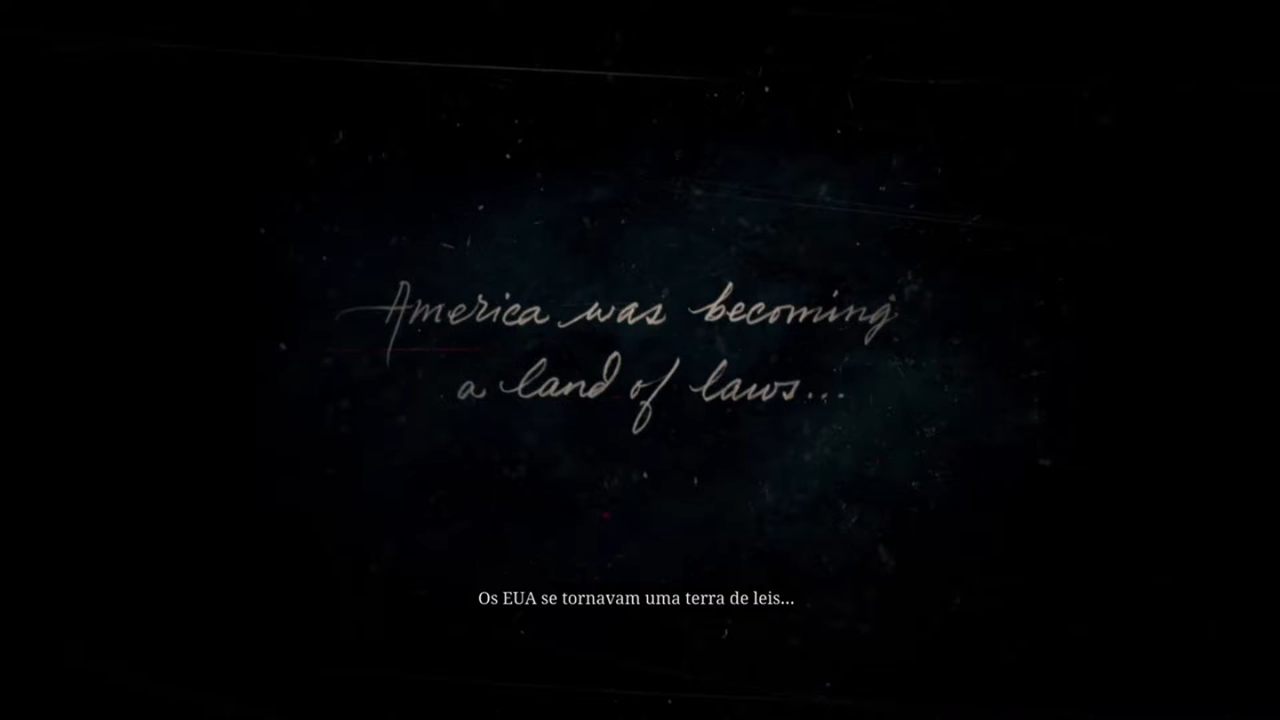 America was becoming
a land of laws...
Os EUA se tornavam uma terra de leis...